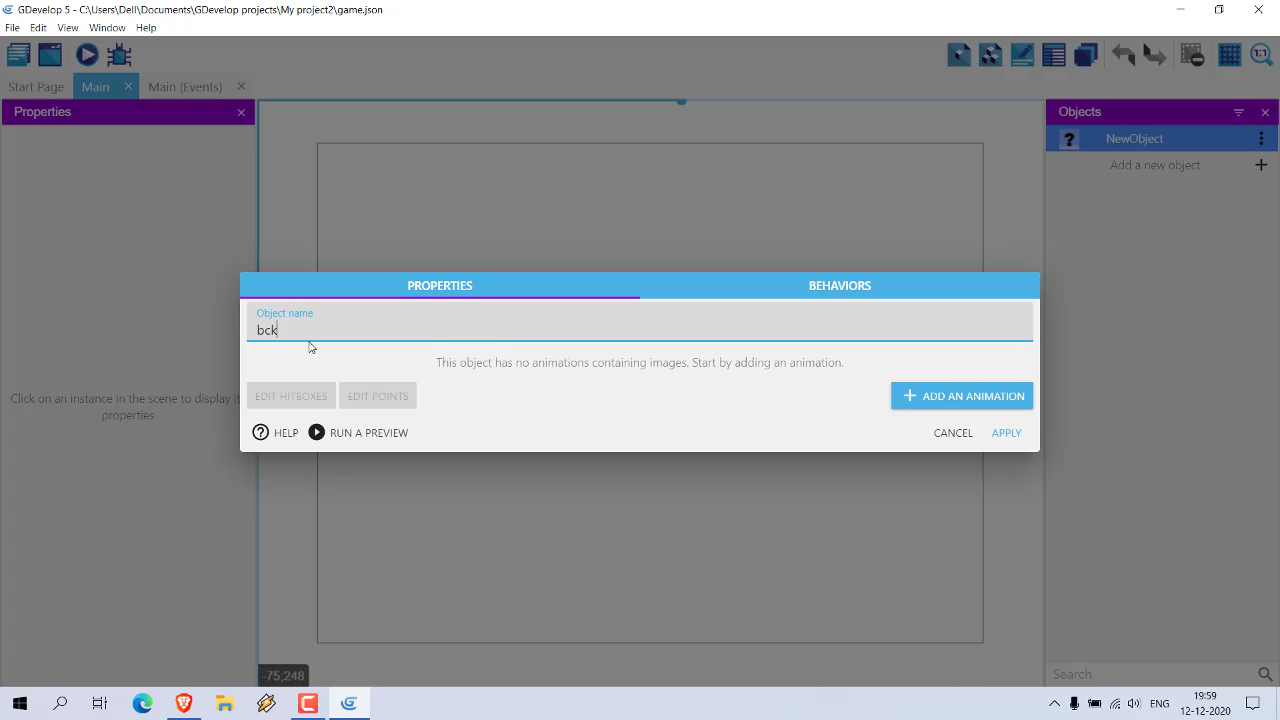 GDevelop 5 - C:\Users\Dell\Documents\GDevelop projects\My project2\game.json
File Edit View Window Help
1:1
Start Page Main Main (Events)
Properties
Objects
? NewObject
Add a new object
PROPERTIES BEHAVIORS
Object name
bck
This object has no animations containing images. Start by adding an animation.
EDIT HITBOXES EDIT POINTS ADD AN ANIMATION
? HELP RUN A PREVIEW CANCEL APPLY
Click on an instance in the scene to display it
properties
-75;248
Search
ENG
19:59
12-12-2020